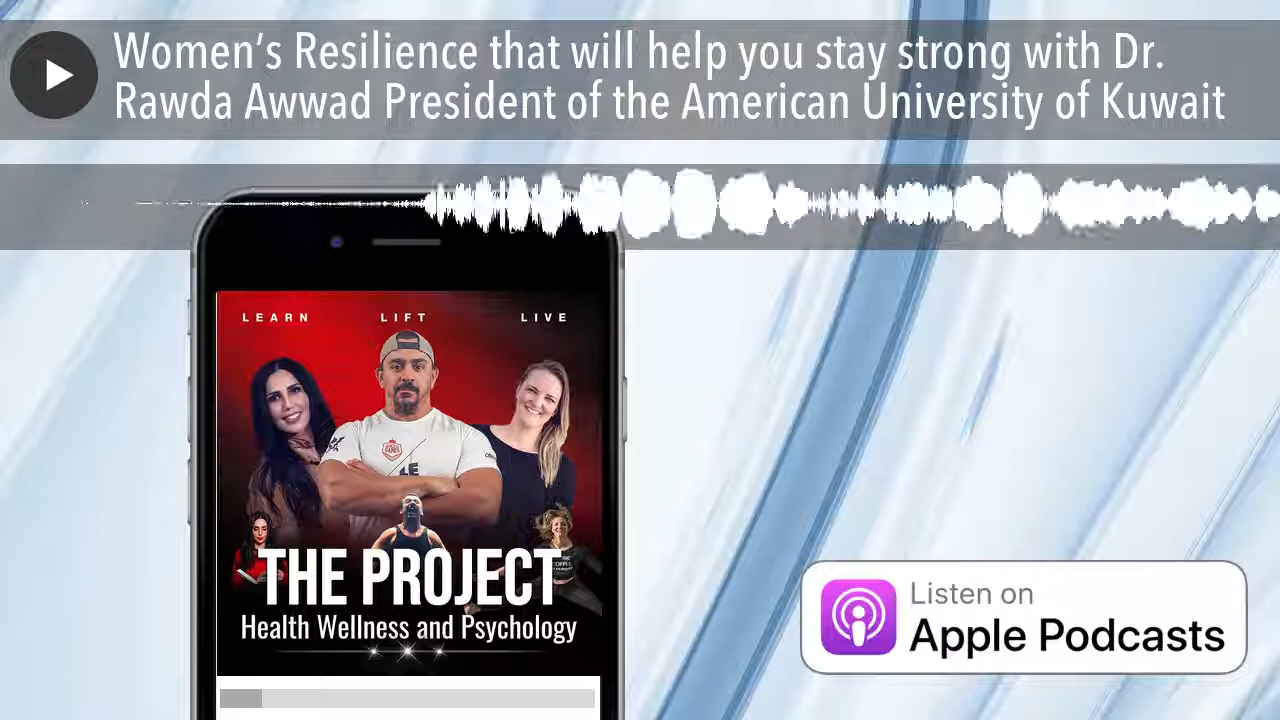 Women’s Resilience that will help you stay strong with Dr.
Rawda Awwad President of the American University of Kuwait
LEARN LIFT LIVE
THE PROJECT
Health Wellness and Psychology
Listen on
Apple Podcasts